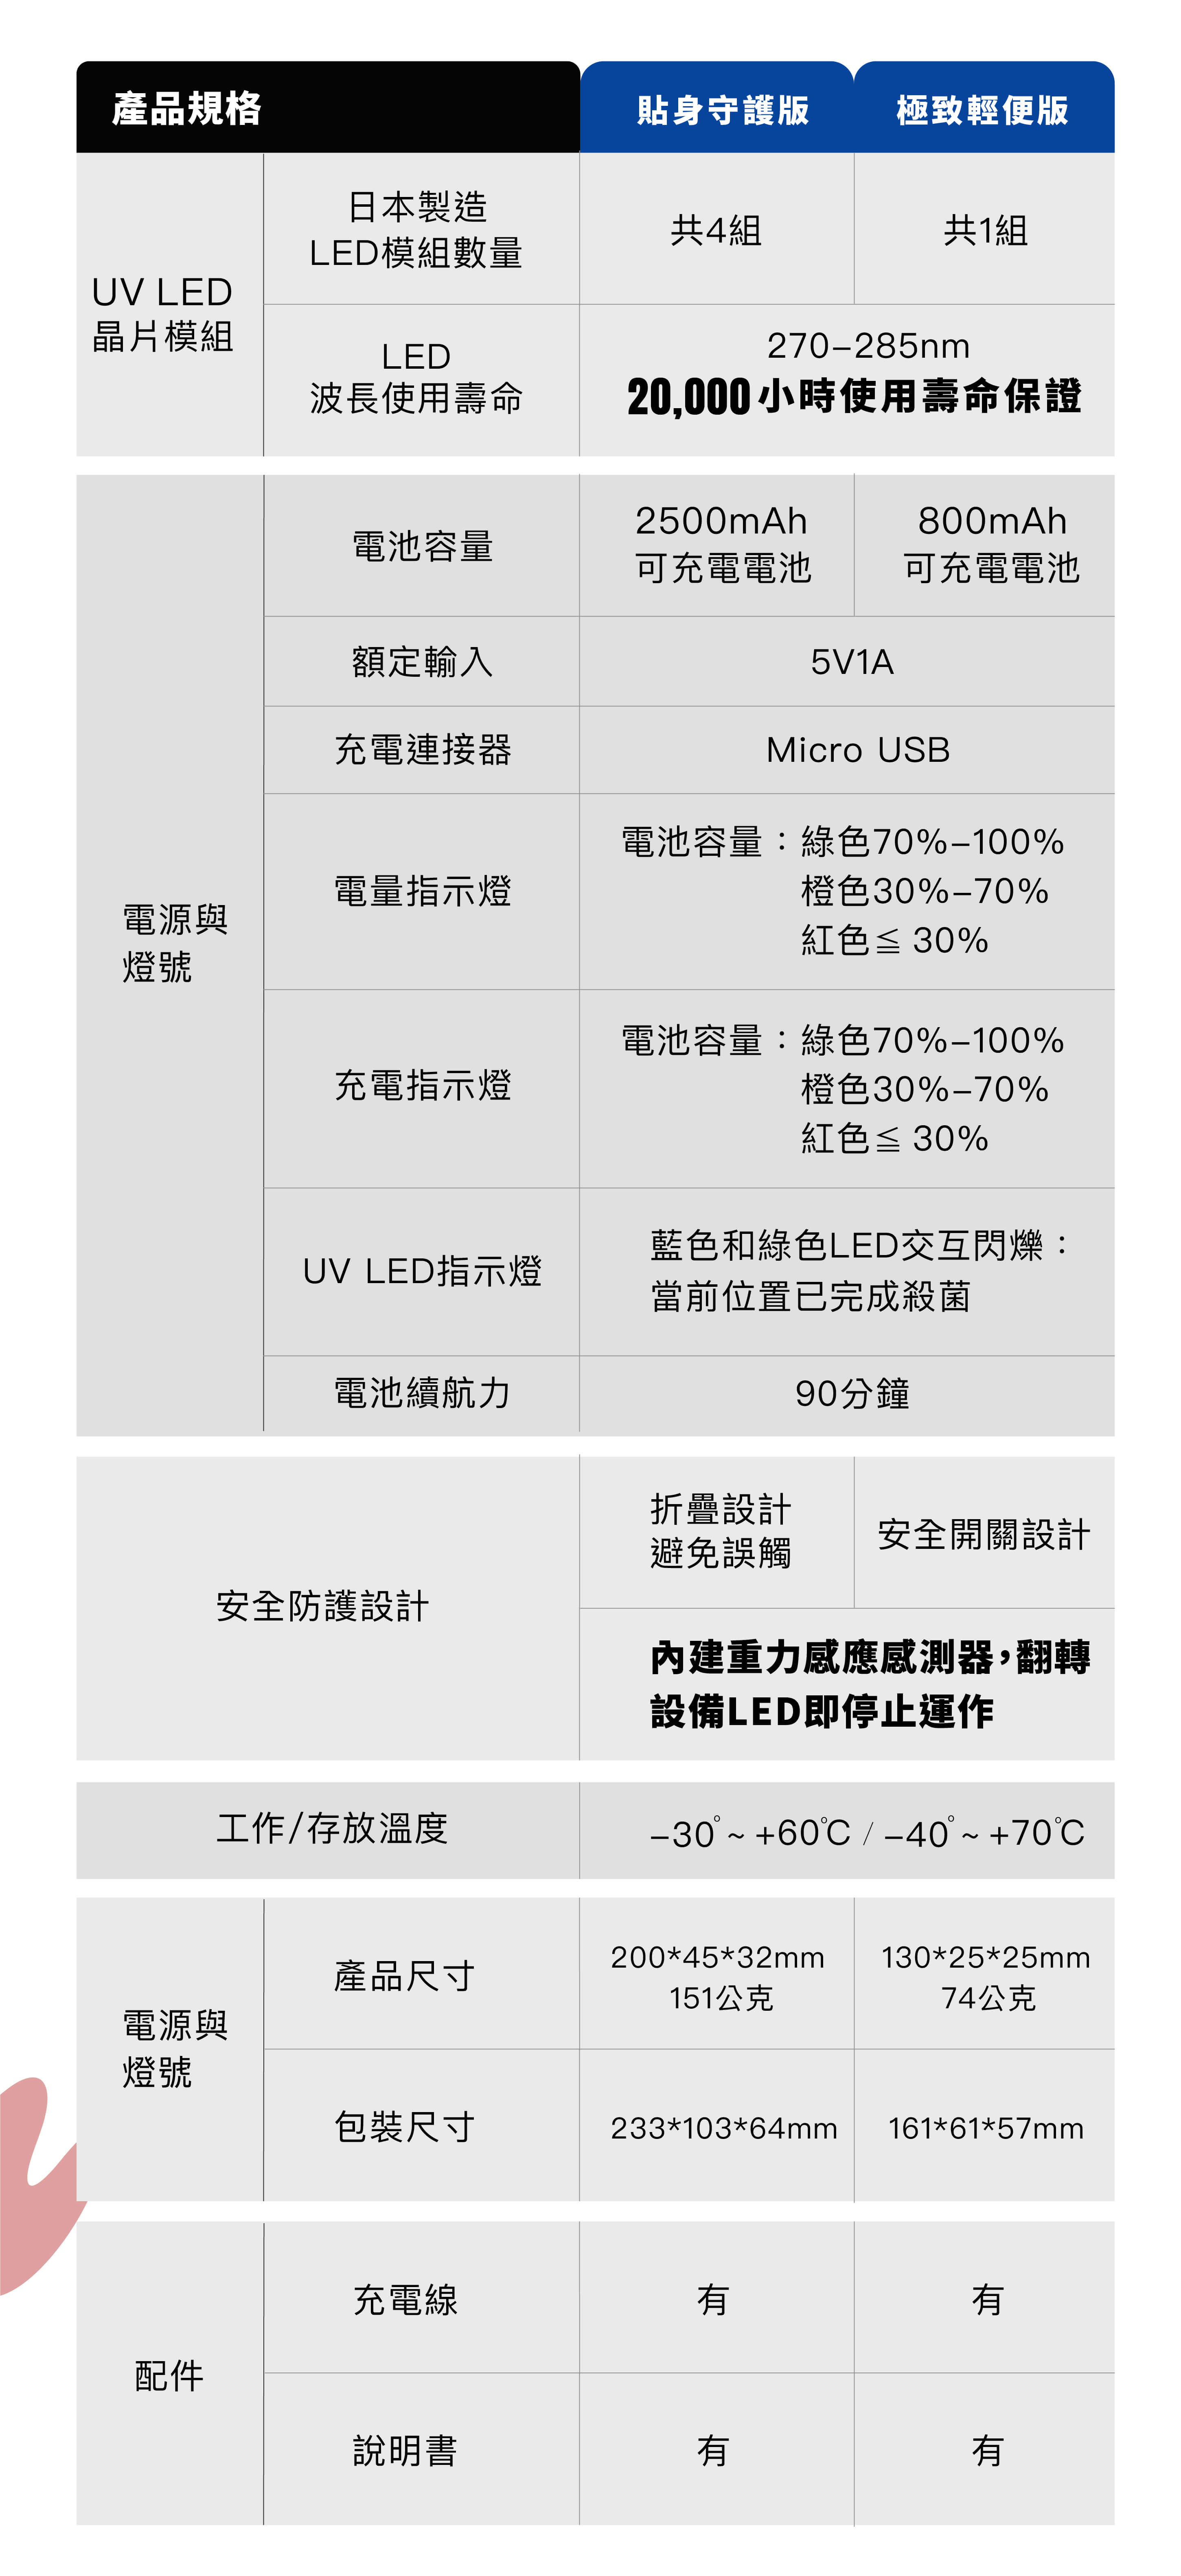 產品規格
貼身守護版
極致輕便版
UV LED
晶片模組
日本製造
LED模組數量
共4組
共1組
LED
波長使用壽命
270-285nm
20,000小時使用壽命保證
電源與
燈號
電池容量
2500mAh
可充電電池
800mAh
可充電電池
額定輸入
5V1A
充電連接器
Micro USB
電量指示燈
電池容量：綠色70%-100%
橙色30%-70%
紅色≦ 30%
充電指示燈
電池容量：綠色70%-100%
橙色30%-70%
紅色≦ 30%
UV LED指示燈
藍色和綠色LED交互閃爍：
當前位置已完成殺菌
電池續航力
90分鐘
安全防護設計
折疊設計
避免誤觸
安全開關設計
內建重力感應感測器，翻轉
設備LED即停止運作
工作/存放溫度
-30°~ +60℃ / -40°~ +70℃
電源與
燈號
產品尺寸
200*45*32mm
151公克
130*25*25mm
74公克
包裝尺寸
233*103*64mm
161*61*57mm
配件
充電線
有
有
說明書
有
有